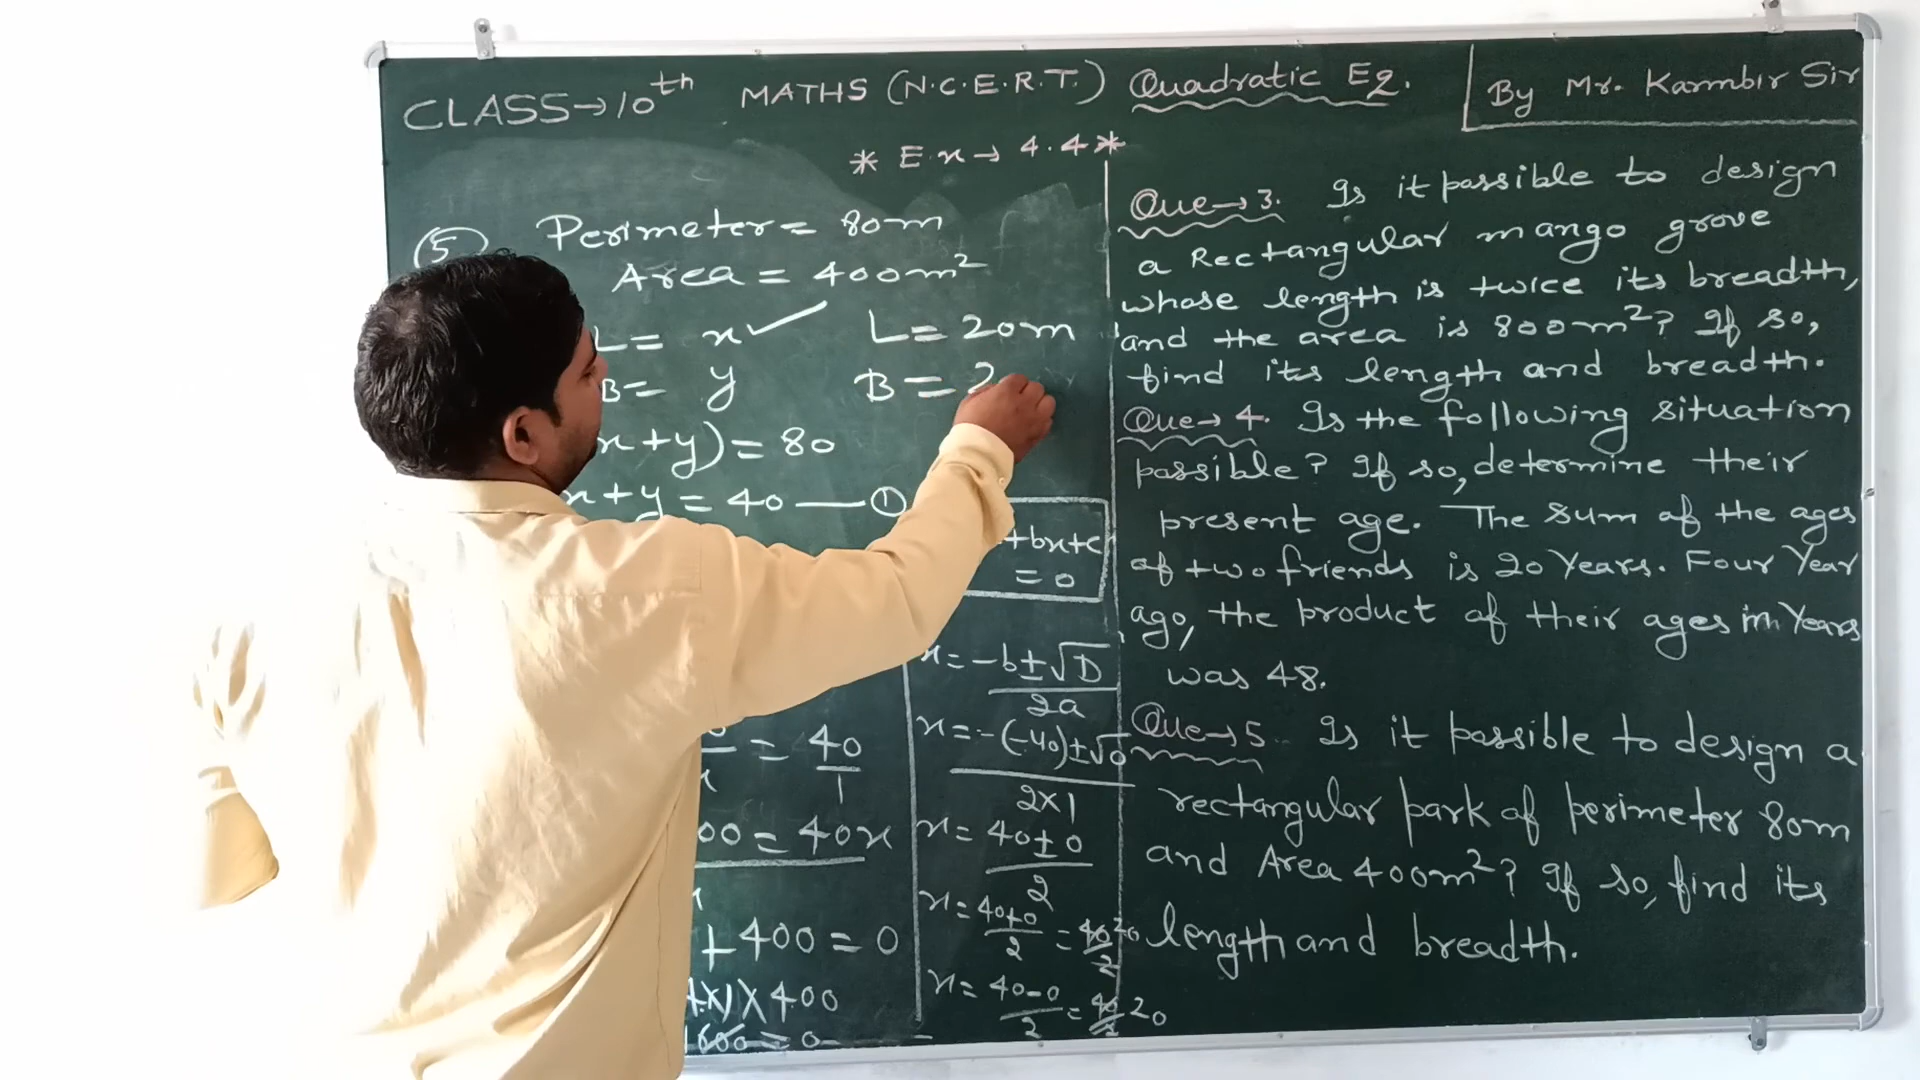 CLASS→10th MATHS (N.C.E.R.T.) Quadratic Eq.
By Mr. Karmbir Sir
* Ex→ 4.4 *
5
Perimeter = 80m
Area = 400m²
L = x ✓ L = 20m
B = y B = 2
x+y) = 80
x+y = 40 — ①
= 40/1
00 = 40x
+400 = 0
4x1x400
1600 = 0
+bx+c
= 0
x = -b±√D/2a
x = -(-40)±√0/2x1
x = 40±0/2
x = 40+0/2 = 40/2 20
x = 40-0/2 = 40/2 20
Que→3. Is it possible to design
a Rectangular mango grove
whose length is twice its breadth,
and the area is 800m²? If so,
find its length and breadth.
Que→4. Is the following situation
possible? If so, determine their
present age. The sum of the ages
of two friends is 20 Years. Four Year
ago, the product of their ages in Years
was 48.
Que→5. Is it possible to design a
rectangular park of perimeter 80m
and Area 400m²? If so, find its
length and breadth.